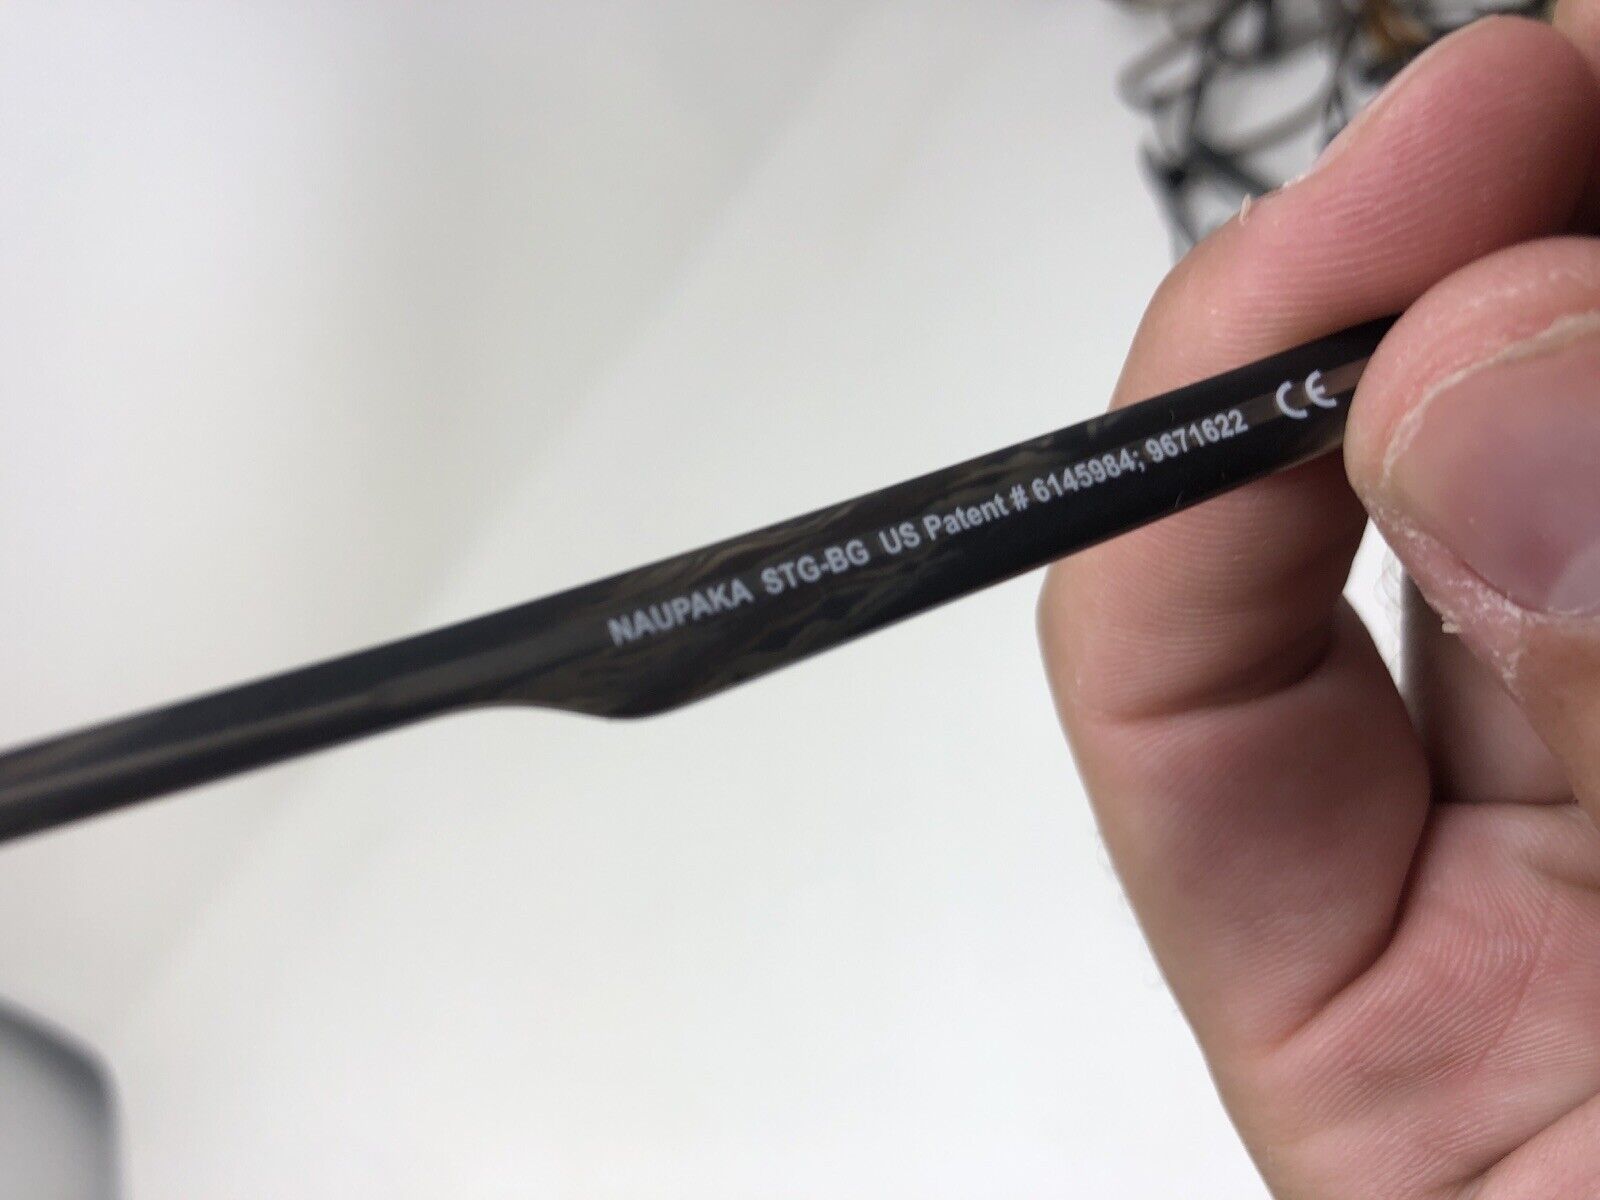 NAUPAKA STG-BG US Patent # 6145984; 9671622 CE